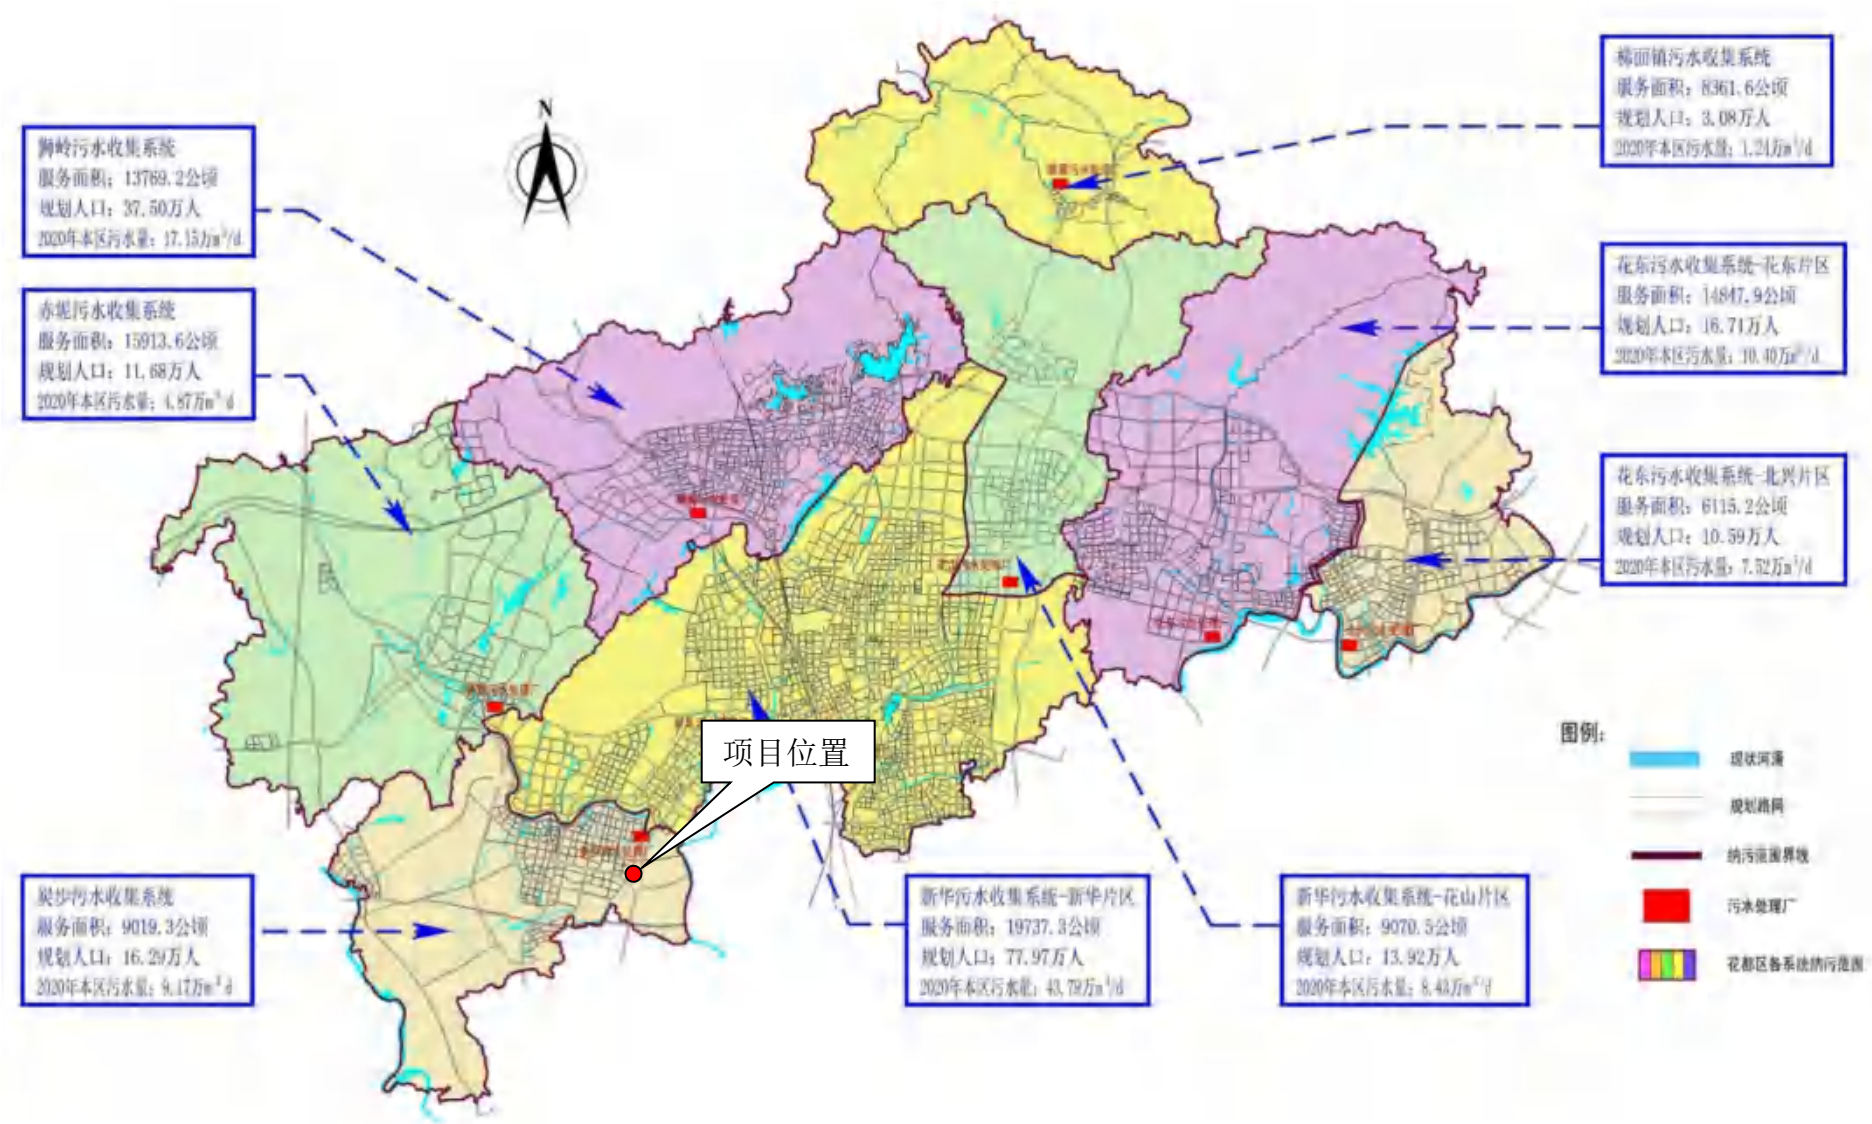 N
梯面镇污水收集系统
服务面积：8361.6公顷
规划人口：3.08万人
2020年本区污水量：1.24万m³/d
狮岭污水收集系统
服务面积：13769.2公顷
规划人口：37.50万人
2020年本区污水量：17.15万m³/d
花东污水收集系统-花东片区
服务面积：14847.9公顷
规划人口：16.71万人
2020年本区污水量：10.40万m³/d
赤坭污水收集系统
服务面积：15913.6公顷
规划人口：11.68万人
2020年本区污水量：4.87万m³/d
花东污水收集系统-北兴片区
服务面积：6115.2公顷
规划人口：10.59万人
2020年本区污水量：7.52万m³/d
项目位置
图例：
现状河涌
规划路网
纳污范围界线
污水处理厂
花都区各系统纳污范围
炭步污水收集系统
服务面积：9019.3公顷
规划人口：16.29万人
2020年本区污水量：9.17万m³/d
新华污水收集系统-新华片区
服务面积：19737.3公顷
规划人口：77.97万人
2020年本区污水量：43.79万m³/d
新华污水收集系统-花山片区
服务面积：9070.5公顷
规划人口：13.92万人
2020年本区污水量：8.43万m³/d